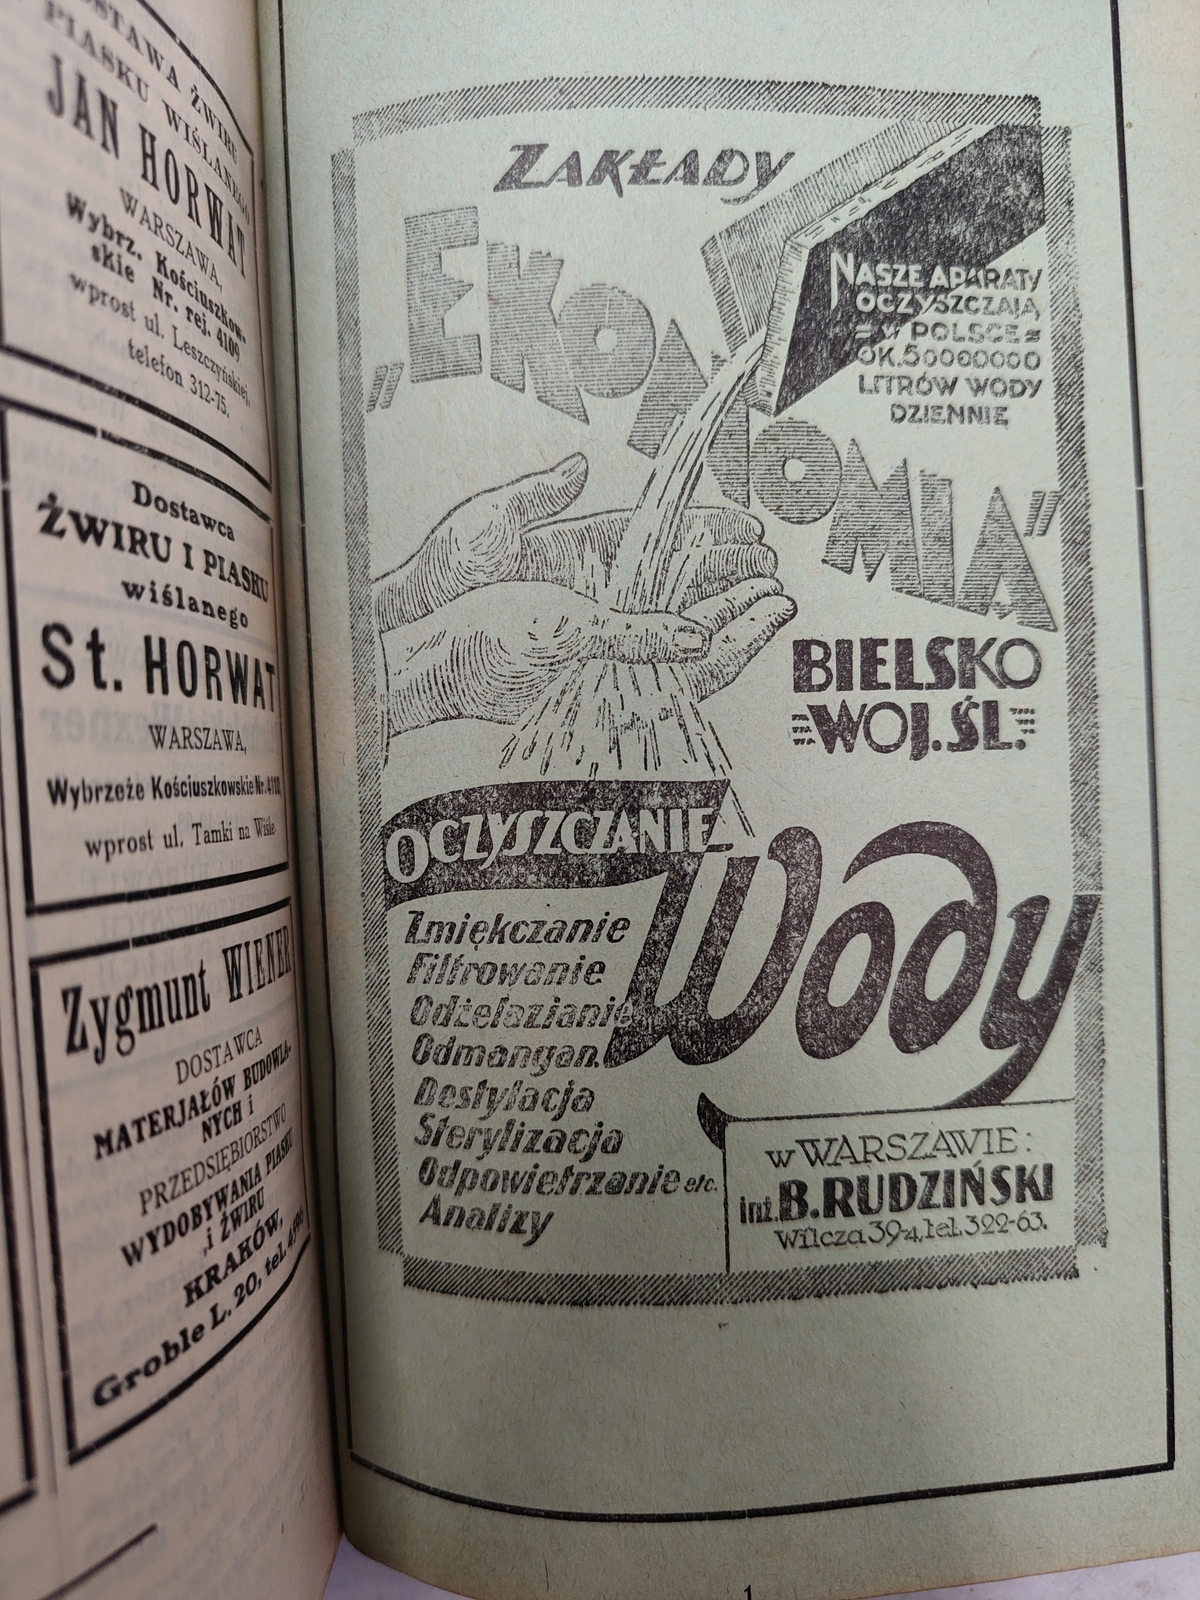 DOSTAWA ŻWIRU
PIASKU WIŚLANEGO
JAN HORWAT
WARSZAWA,
Wybrz. Kościuszkow-
skie Nr. rej. 4109
wprost ul. Leszczyńskiej,
telefon 312-75.
Dostawca
ŻWIRU I PIASKU
wiślanego
St. HORWAT
WARSZAWA,
Wybrzeże Kościuszkowskie Nr. 4110
wprost ul. Tamki na Wiśle
Zygmunt WIENER
DOSTAWCA
MATERJAŁÓW BUDOWLA-
NYCH i
PRZEDSIĘBIORSTWO
WYDOBYWANIA PIASKU
i ŻWIRU
KRAKÓW,
Groble L. 20, tel.
ZAKŁADY
„EKONOMIA”
NASZE APARATY
OCZYSZCZAJĄ
W POLSCE
OK. 50000000
LITRÓW WODY
DZIENNIE
BIELSKO
WOJ. ŚL.
OCZYSZCZANIE
Wody
Zmiękczanie
Filtrowanie
Odżelazianie
Odmangan.
Destylacja
Sterylizacja
Odpowietrzanie etc.
Analizy
w WARSZAWIE:
inż. B. RUDZIŃSKI
Wilcza 39-4, tel. 322-63.
1